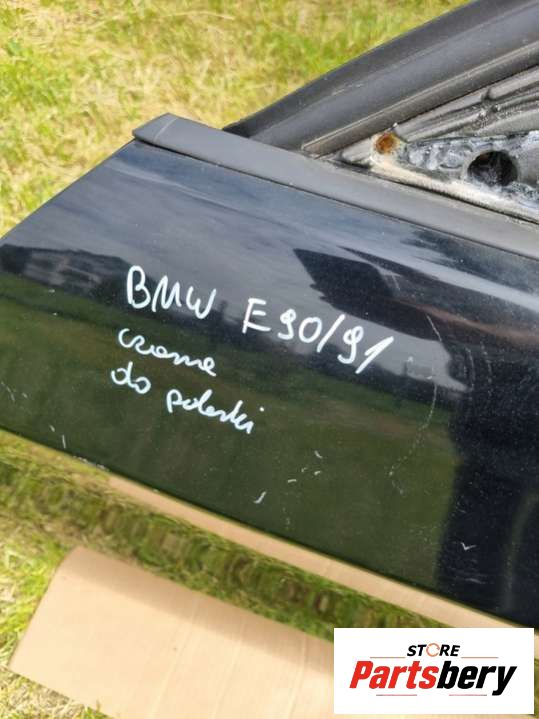 BMW E90/91
czarne
do polerki
STORE
Partsbery